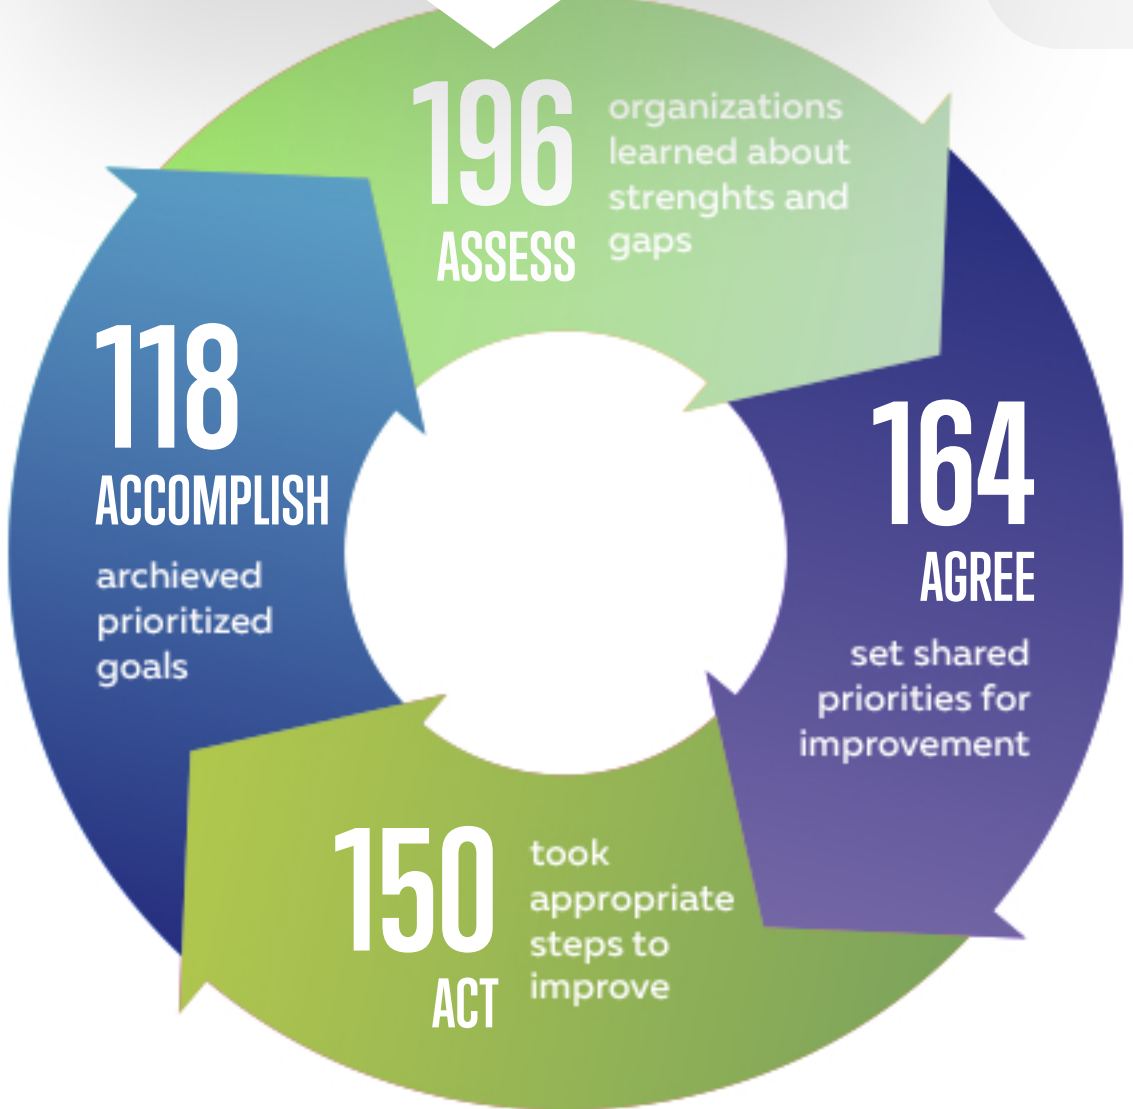 196
ASSESS
organizations
learned about
strenghts and
gaps
164
AGREE
set shared
priorities for
improvement
150
ACT
took
appropriate
steps to
improve
118
ACCOMPLISH
archieved
prioritized
goals